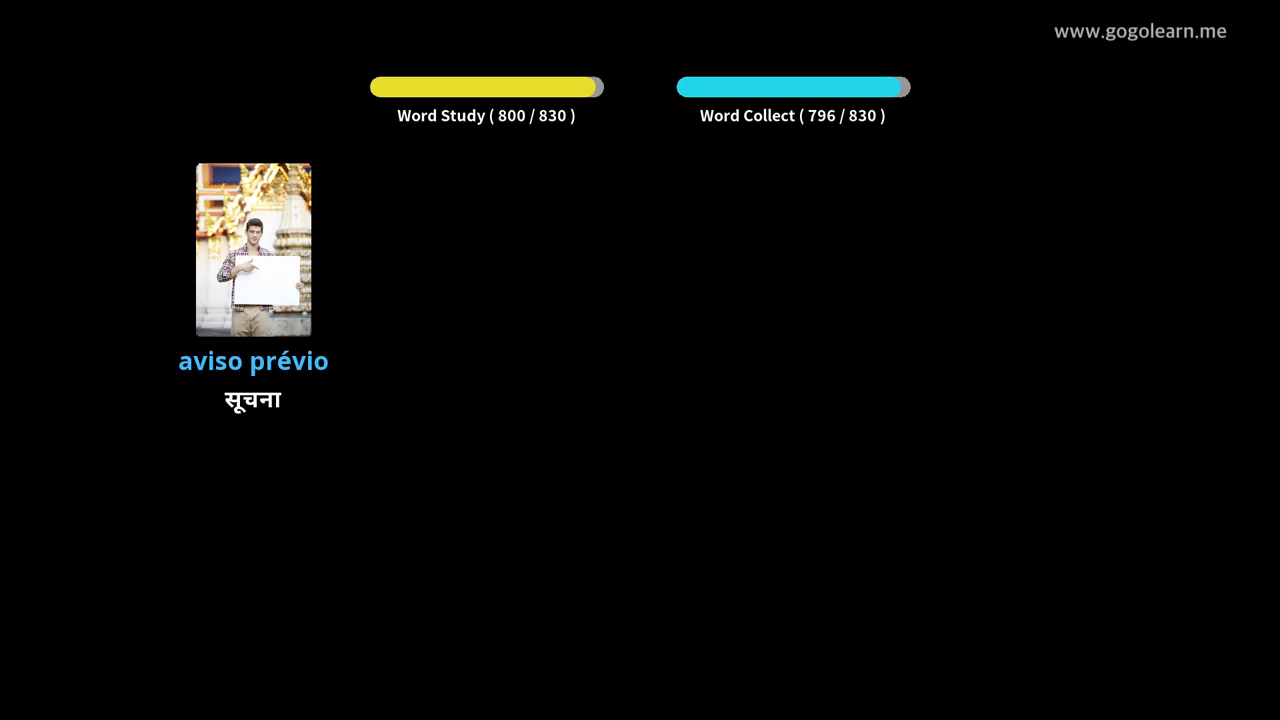 www.gogolearn.me
Word Study ( 800 / 830 )
Word Collect ( 796 / 830 )
aviso prévio
सूचना